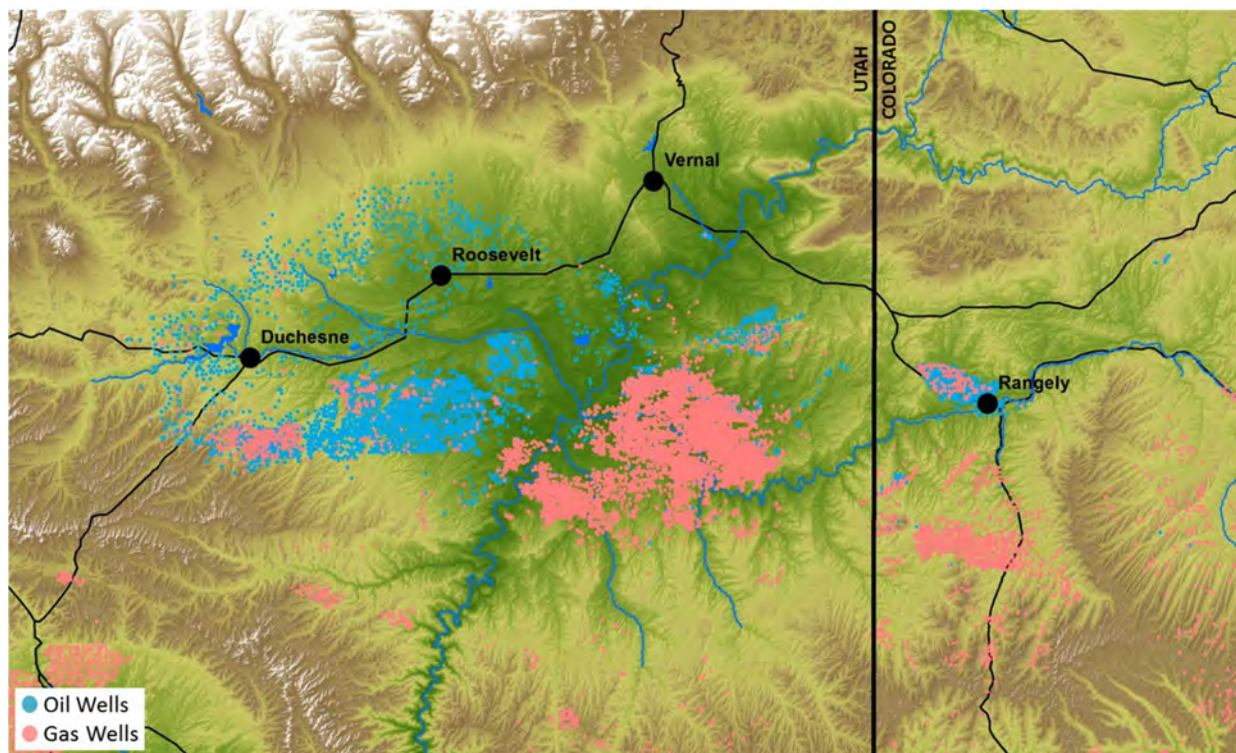 UTAH
COLORADO
Vernal
Roosevelt
Duchesne
Rangely
Oil Wells
Gas Wells